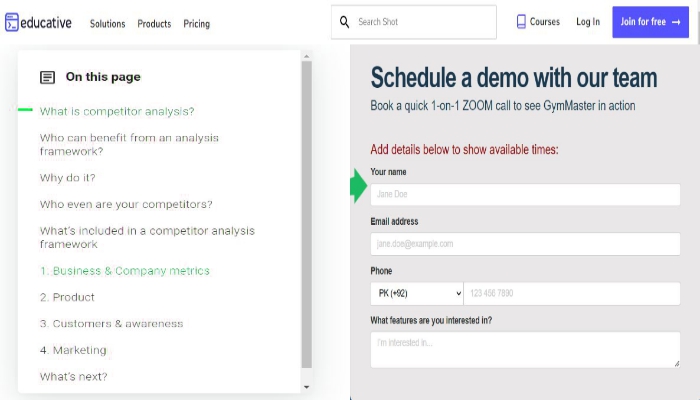 educative
Solutions Products Pricing
Search Shot
Courses Log In Join for free →
On this page
What is competitor analysis?
Who can benefit from an analysis
framework?
Why do it?
Who even are your competitors?
What's included in a competitor analysis
framework
1. Business & Company metrics
2. Product
3. Customers & awareness
4. Marketing
What's next?
Schedule a demo with our team
Book a quick 1-on-1 ZOOM call to see GymMaster in action
Add details below to show available times:
Your name
Jane Doe
Email address
jane.doe@example.com
Phone
PK (+92) 123 456 7890
What features are you interested in?
I'm interested in...